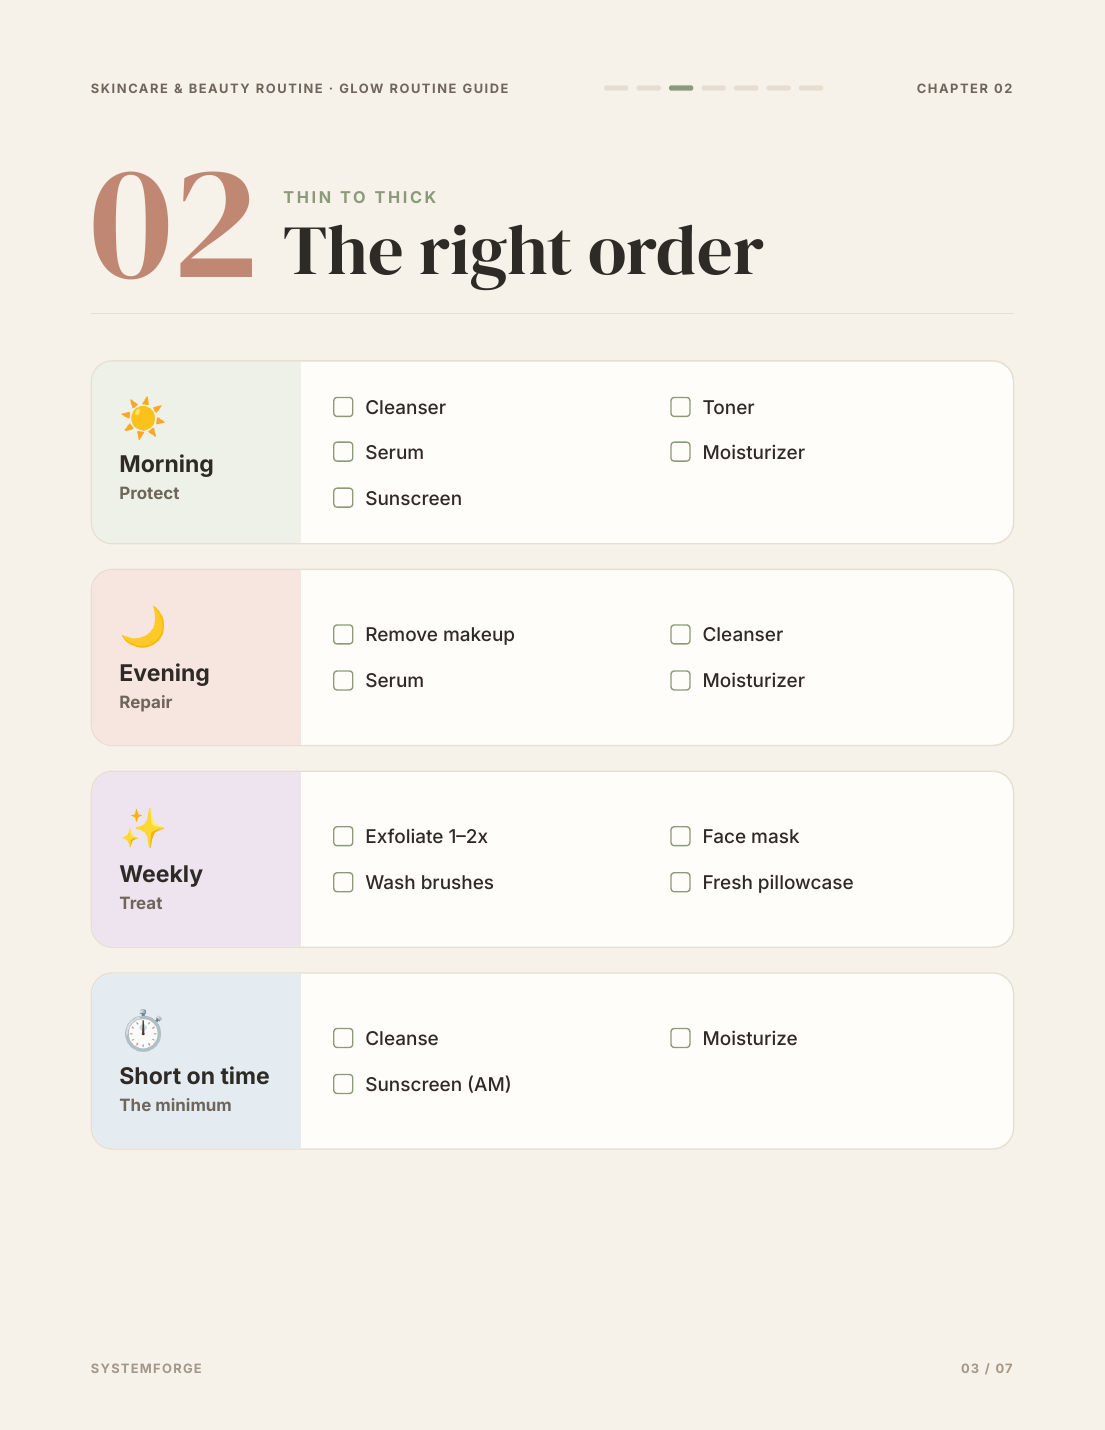 SKINCARE & BEAUTY ROUTINE · GLOW ROUTINE GUIDE
CHAPTER 02
02
THIN TO THICK
The right order
Morning
Protect
Cleanser
Toner
Serum
Moisturizer
Sunscreen
Evening
Repair
Remove makeup
Cleanser
Serum
Moisturizer
Weekly
Treat
Exfoliate 1–2x
Face mask
Wash brushes
Fresh pillowcase
Short on time
The minimum
Cleanse
Moisturize
Sunscreen (AM)
SYSTEMFORGE
03 / 07